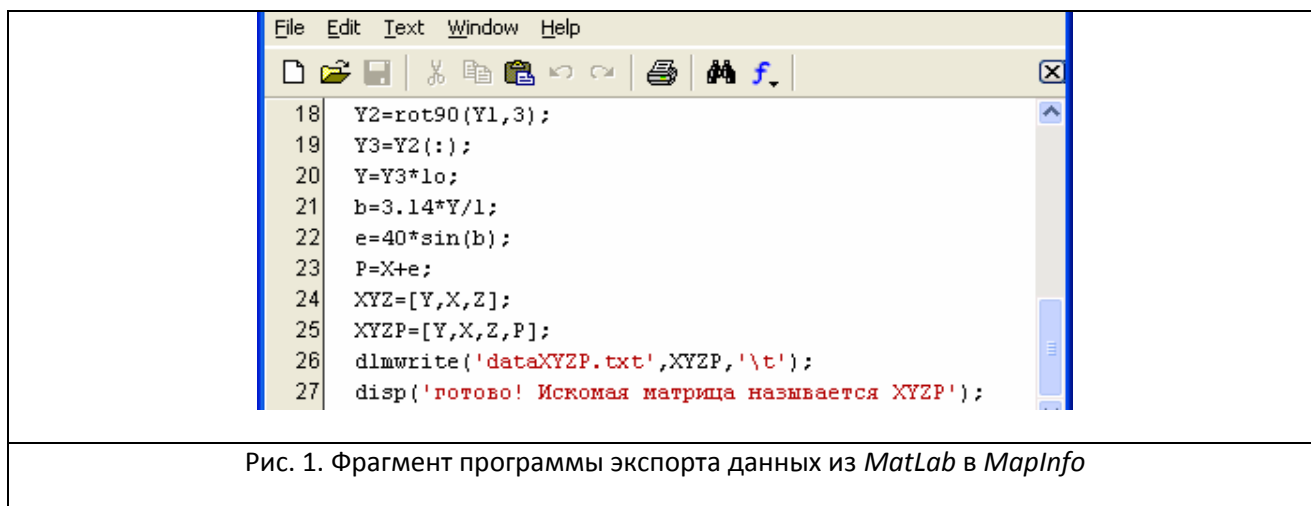 File Edit Text Window Help
18 Y2=rot90(Y1,3);
19 Y3=Y2(:);
20 Y=Y3*lo;
21 b=3.14*Y/l;
22 e=40*sin(b);
23 P=X+e;
24 XYZ=[Y,X,Z];
25 XYZP=[Y,X,Z,P];
26 dlmwrite('dataXYZP.txt',XYZP,'\t');
27 disp('готово! Искомая матрица называется XYZP');
Рис. 1. Фрагмент программы экспорта данных из MatLab в MapInfo